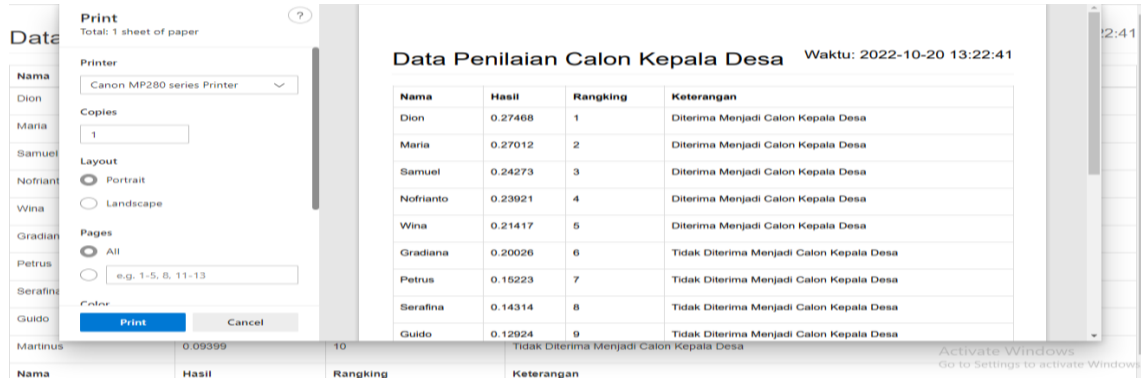 Print
?
Total: 1 sheet of paper
Printer
Canon MP280 series Printer
Copies
1
Layout
Portrait
Landscape
Pages
All
e.g. 1-5, 8, 11-13
Color
Print Cancel
Data Penilaian Calon Kepala Desa Waktu: 2022-10-20 13:22:41
Nama Hasil Rangking Keterangan
Dion 0.27468 1 Diterima Menjadi Calon Kepala Desa
Maria 0.27012 2 Diterima Menjadi Calon Kepala Desa
Samuel 0.24273 3 Diterima Menjadi Calon Kepala Desa
Nofrianto 0.23921 4 Diterima Menjadi Calon Kepala Desa
Wina 0.21417 5 Diterima Menjadi Calon Kepala Desa
Gradiana 0.20026 6 Tidak Diterima Menjadi Calon Kepala Desa
Petrus 0.15223 7 Tidak Diterima Menjadi Calon Kepala Desa
Serafina 0.14314 8 Tidak Diterima Menjadi Calon Kepala Desa
Guido 0.12924 9 Tidak Diterima Menjadi Calon Kepala Desa
Data
2:41
Nama
Dion
Maria
Samuel
Nofriant
Wina
Gradian
Petrus
Serafina
Guido
Martinus 0.09399 10 Tidak Diterima Menjadi Calon Kepala Desa
Nama Hasil Rangking Keterangan
Activate Windows
Go to Settings to activate Windows